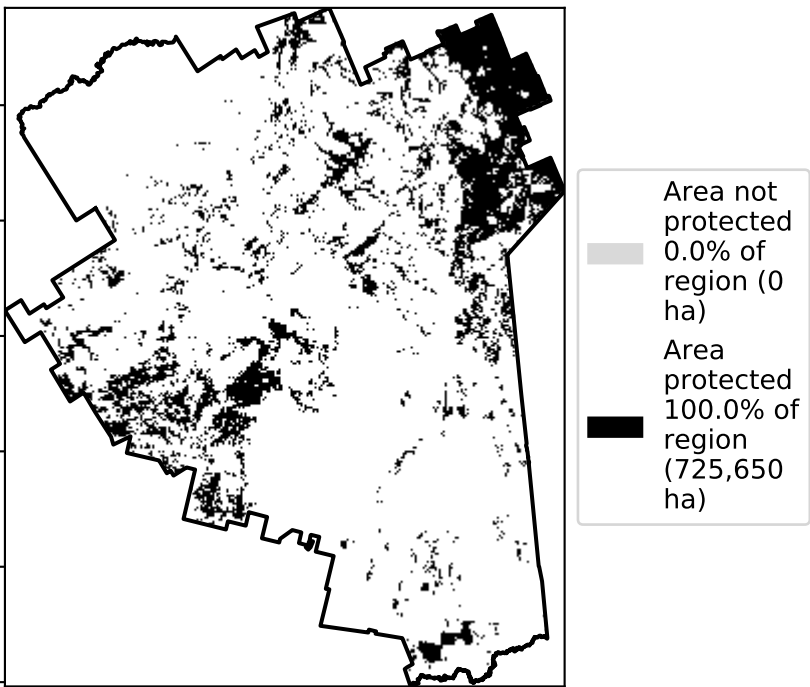 Area not
protected
0.0% of
region (0
ha)
Area
protected
100.0% of
region
(725,650
ha)